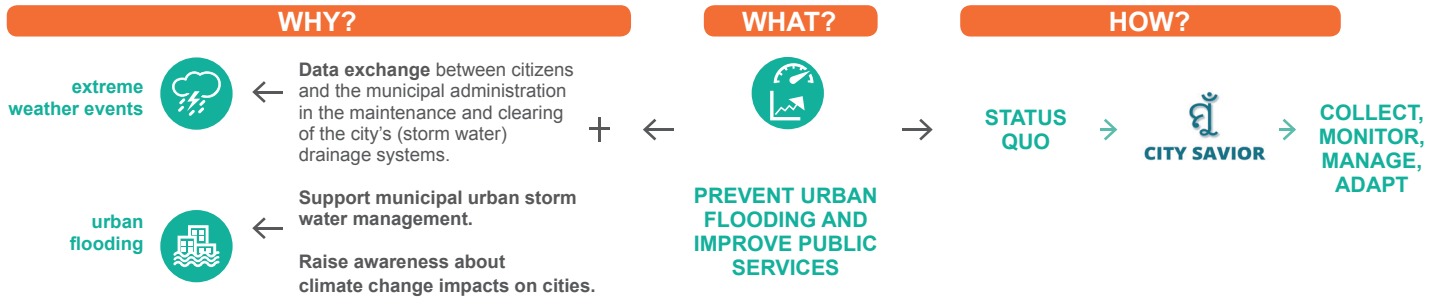 WHY?
extreme
weather events
Data exchange between citizens
and the municipal administration
in the maintenance and clearing
of the city's (storm water)
drainage systems.
+
urban
flooding
Support municipal urban storm
water management.
Raise awareness about
climate change impacts on cities.
WHAT?
PREVENT URBAN
FLOODING AND
IMPROVE PUBLIC
SERVICES
HOW?
STATUS
QUO
CITY SAVIOR
COLLECT,
MONITOR,
MANAGE,
ADAPT